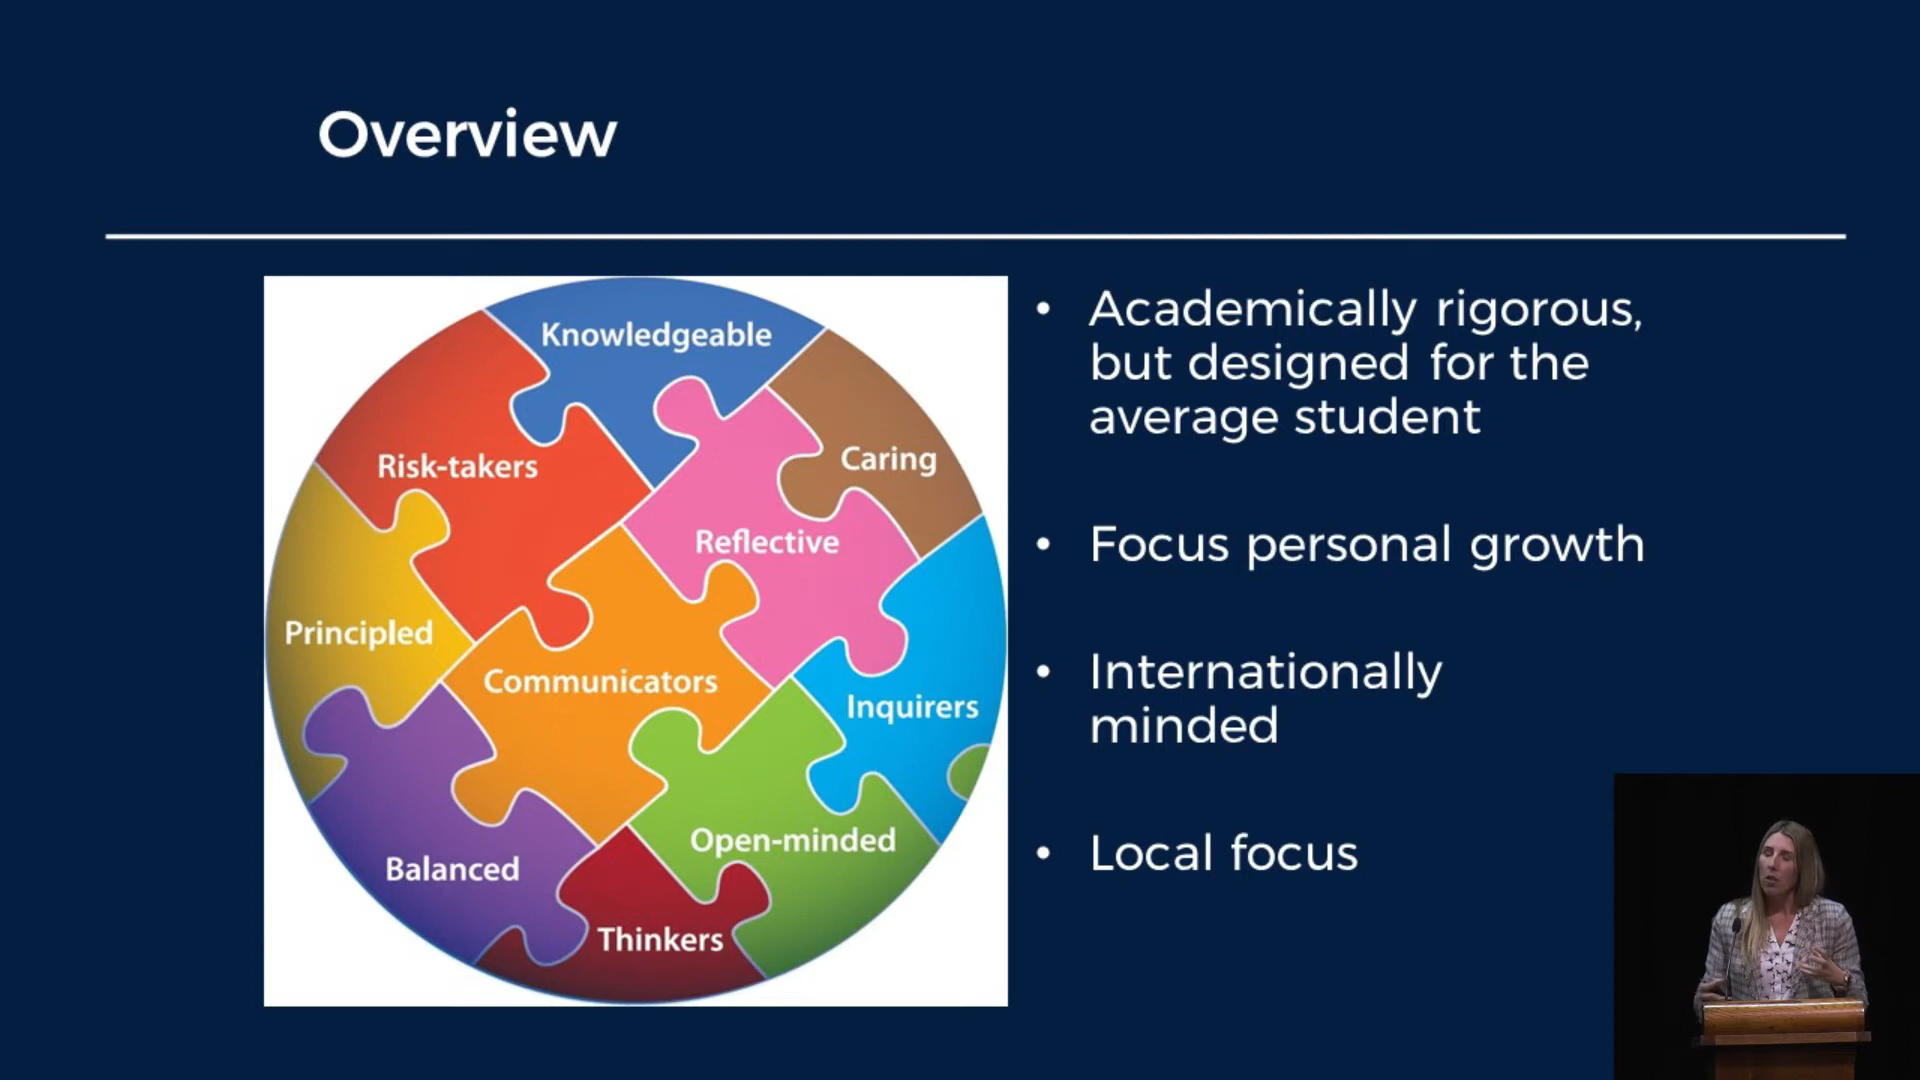 Overview
Knowledgeable
Risk-takers
Caring
Reflective
Principled
Communicators
Inquirers
Open-minded
Balanced
Thinkers
• Academically rigorous,
but designed for the
average student
• Focus personal growth
• Internationally
minded
• Local focus